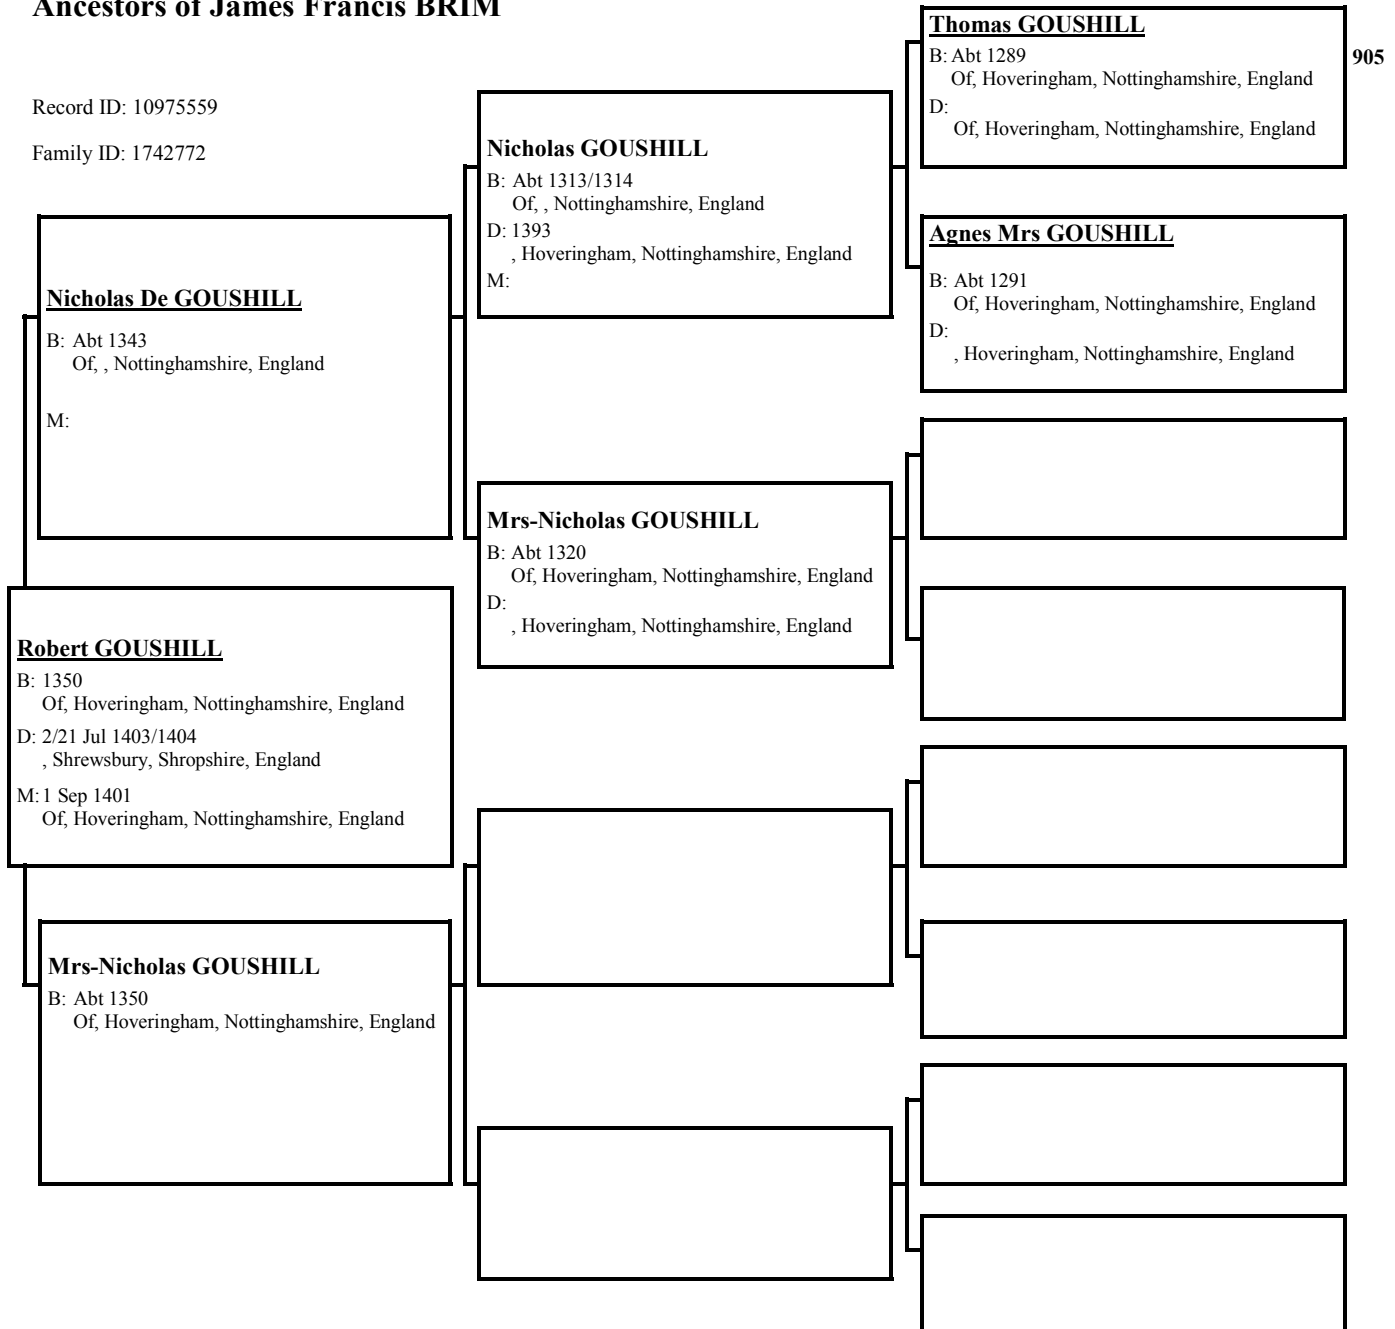 Ancestors of James Francis BRIM
Record ID: 10975559
Family ID: 1742772
Nicholas De GOUSHILL
B: Abt 1343
Of, , Nottinghamshire, England
M:
Robert GOUSHILL
B: 1350
Of, Hoveringham, Nottinghamshire, England
D: 2/21 Jul 1403/1404
, Shrewsbury, Shropshire, England
M: 1 Sep 1401
Of, Hoveringham, Nottinghamshire, England
Mrs-Nicholas GOUSHILL
B: Abt 1350
Of, Hoveringham, Nottinghamshire, England
Nicholas GOUSHILL
B: Abt 1313/1314
Of, , Nottinghamshire, England
D: 1393
, Hoveringham, Nottinghamshire, England
M:
Mrs-Nicholas GOUSHILL
B: Abt 1320
Of, Hoveringham, Nottinghamshire, England
D:
, Hoveringham, Nottinghamshire, England
Thomas GOUSHILL
B: Abt 1289
Of, Hoveringham, Nottinghamshire, England
D:
Of, Hoveringham, Nottinghamshire, England
905
Agnes Mrs GOUSHILL
B: Abt 1291
Of, Hoveringham, Nottinghamshire, England
D:
, Hoveringham, Nottinghamshire, England